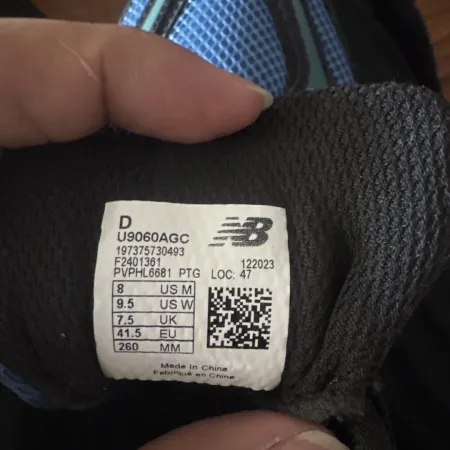 D
NB
U9060AGC
197375730493
F2401361 122023
PVPHL6681 PTG LOC: 47
8 US M
9.5 US W
7.5 UK
41.5 EU
260 MM
Made in China
Fabriqué en Chine